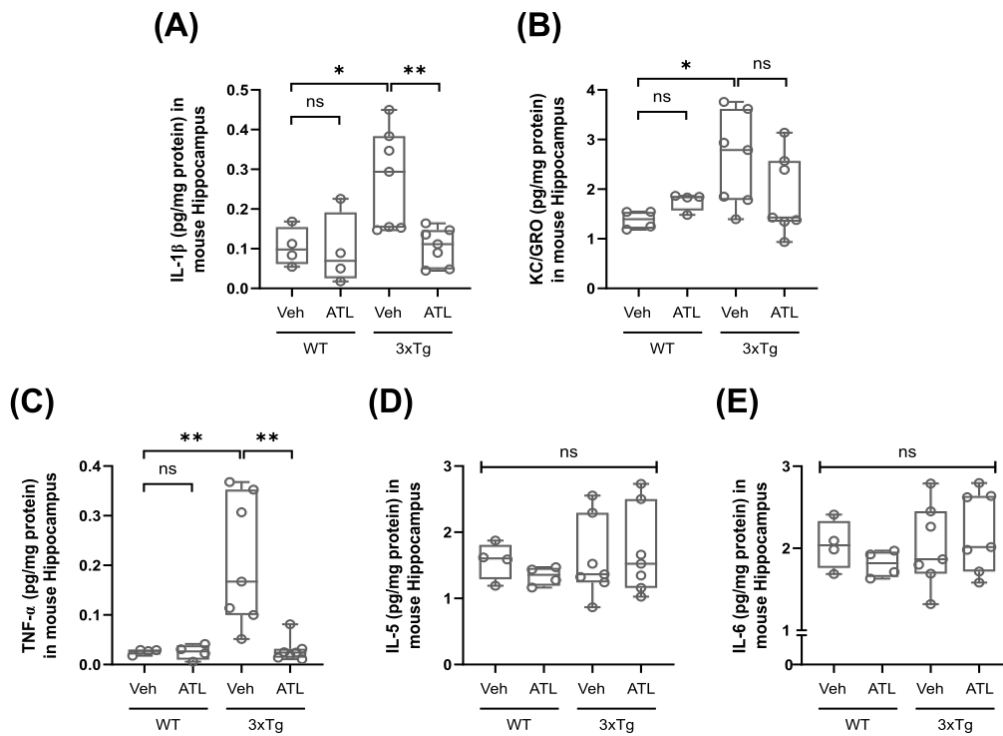 (A)
IL-1β (pg/mg protein) in
mouse Hippocampus
0.5
0.4
0.3
0.2
0.1
0.0
* **
ns
Veh ATL Veh ATL
WT 3xTg
(B)
KC/GRO (pg/mg protein)
in mouse Hippocampus
4
3
2
1
0
* ns
ns
Veh ATL Veh ATL
WT 3xTg
(C)
TNF-α (pg/mg protein)
in mouse Hippocampus
0.4
0.3
0.2
0.1
0.0
** **
ns
Veh ATL Veh ATL
WT 3xTg
(D)
IL-5 (pg/mg protein) in
mouse Hippocampus
3
2
1
0
ns
Veh ATL Veh ATL
WT 3xTg
(E)
IL-6 (pg/mg protein) in
mouse Hippocampus
3
2
1
0
ns
Veh ATL Veh ATL
WT 3xTg